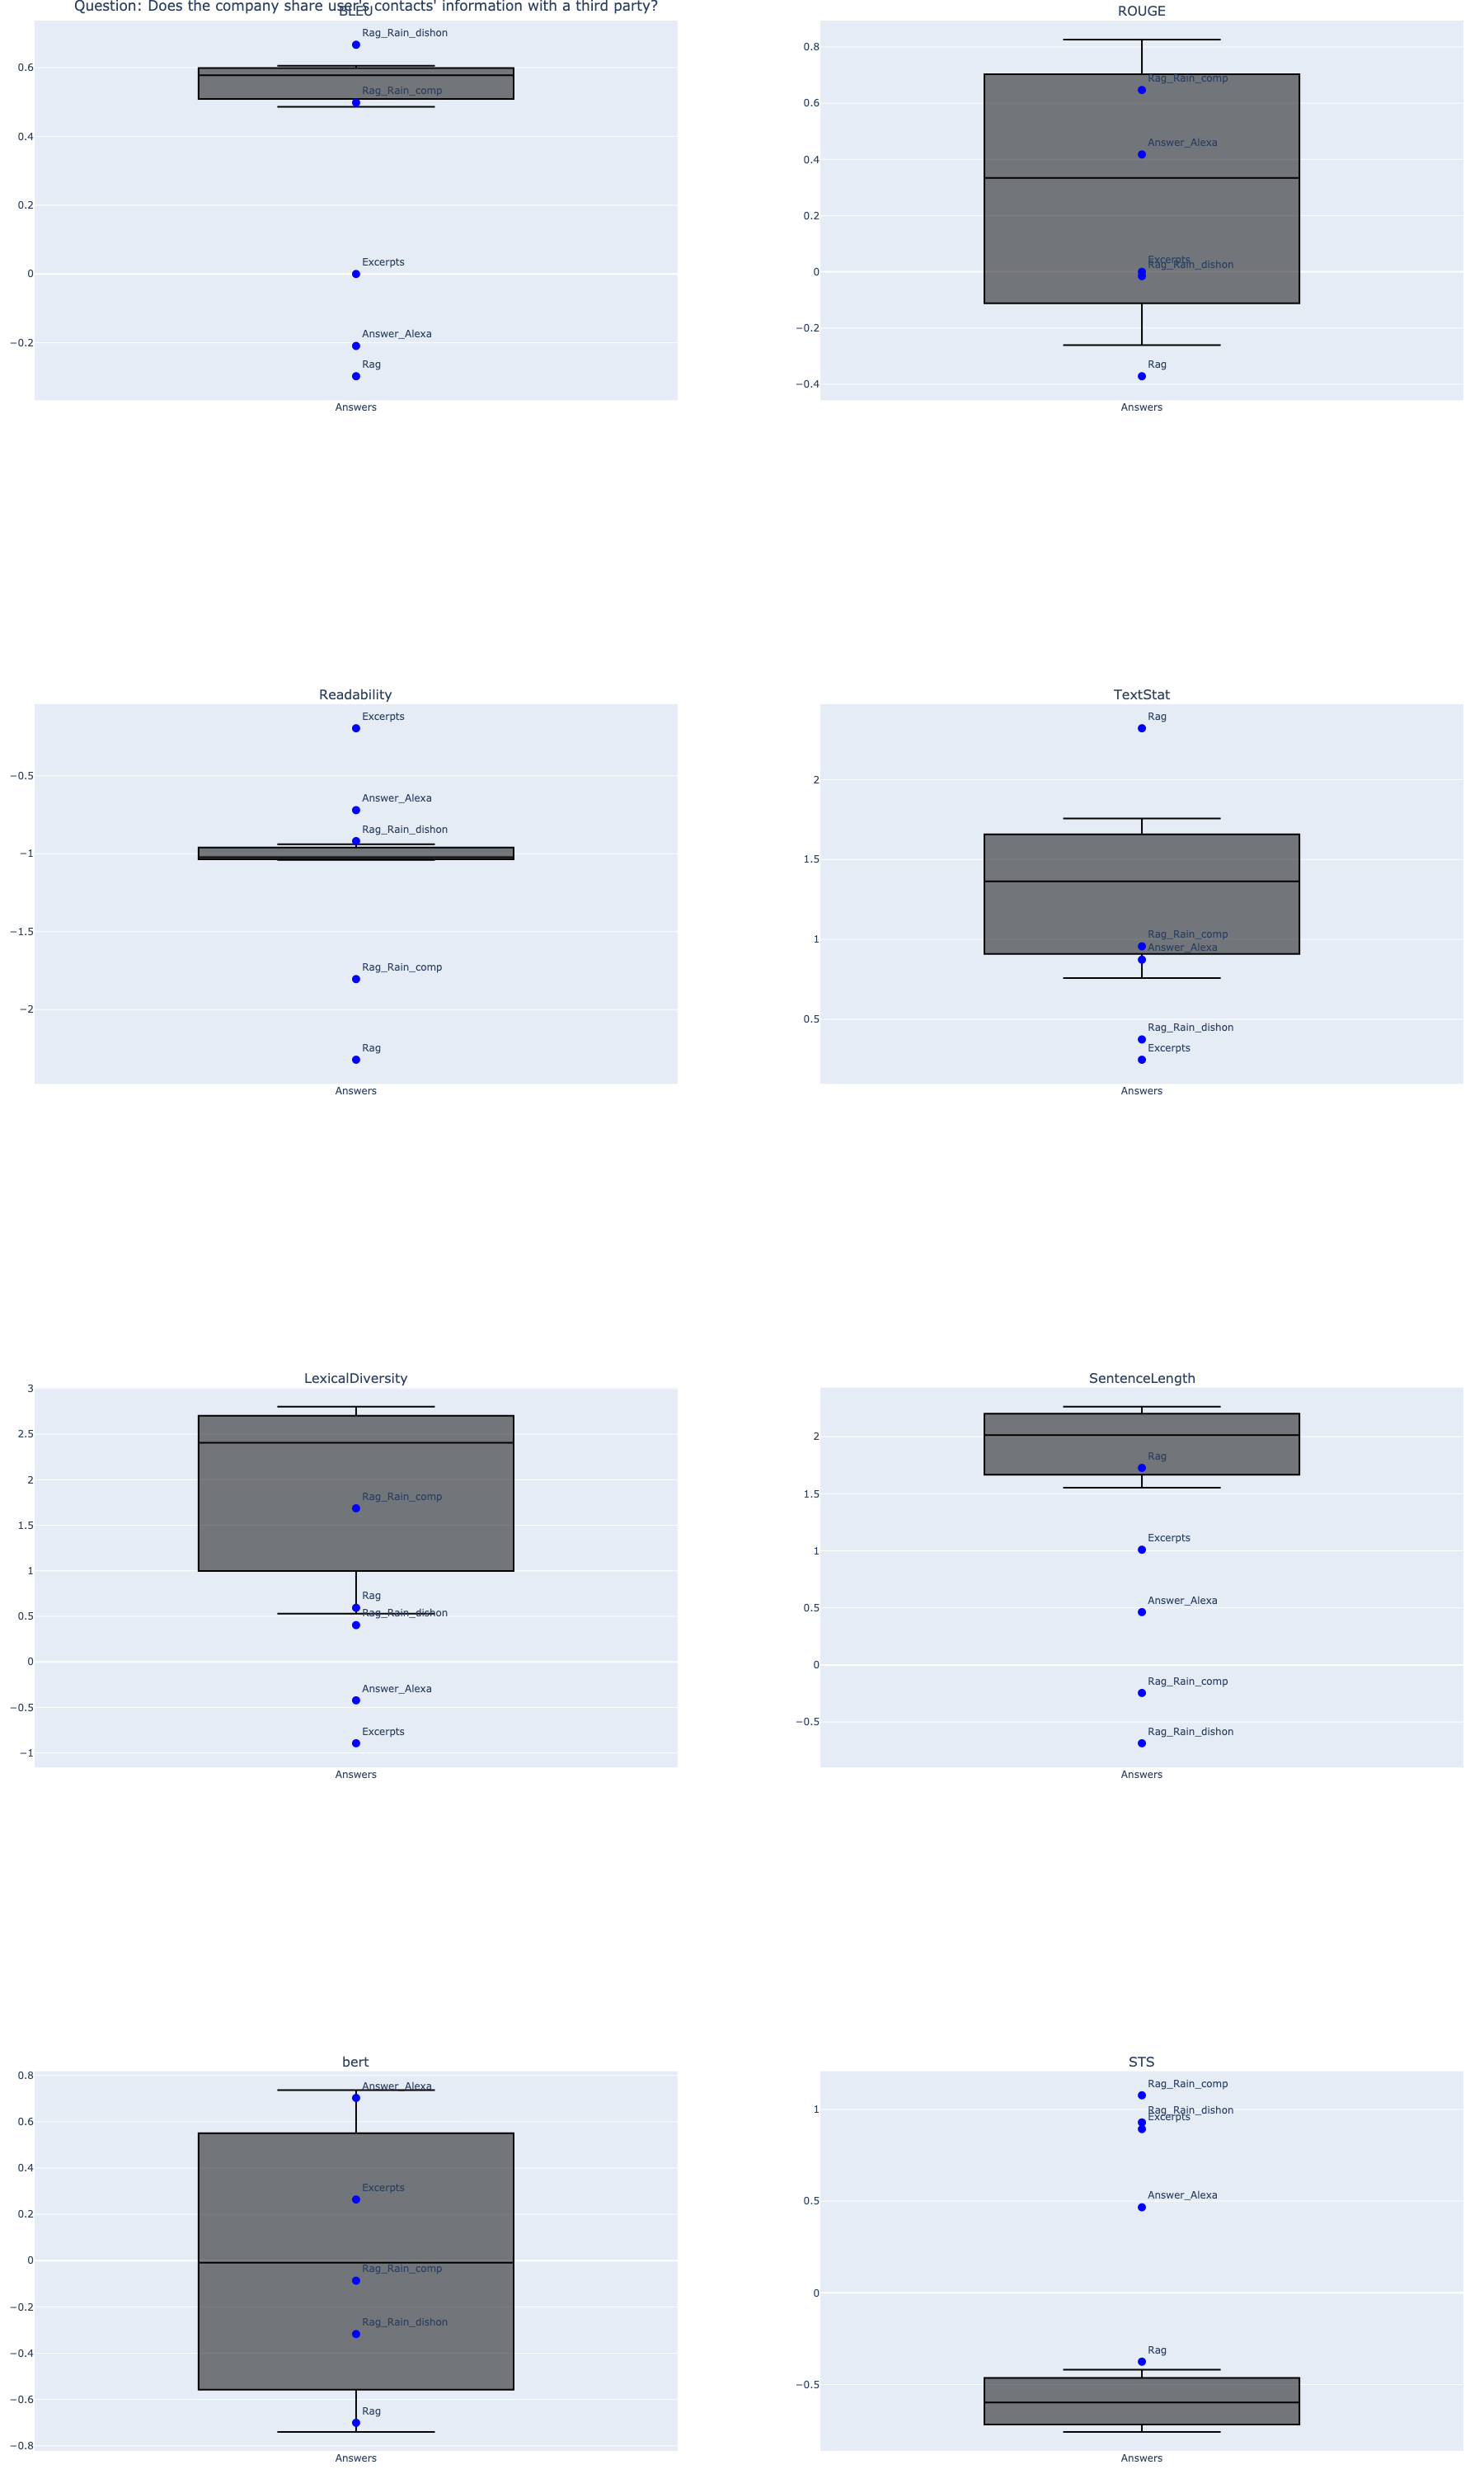 Question: Does the company share user's contacts' information with a third party?
BLEU
Rag_Rain_dishon
0.6
Rag_Rain_comp
0.4
0.2
Excerpts
0
Answer_Alexa
−0.2
Rag
Answers
ROUGE
0.8
Rag_Rain_comp
0.6
Answer_Alexa
0.4
0.2
Excerpts
Rag_Rain_dishon
0
−0.2
Rag
−0.4
Answers
Readability
Excerpts
−0.5
Answer_Alexa
Rag_Rain_dishon
−1
−1.5
Rag_Rain_comp
−2
Rag
Answers
TextStat
Rag
2
1.5
Rag_Rain_comp
1
Answer_Alexa
Rag_Rain_dishon
0.5
Excerpts
Answers
LexicalDiversity
3
2.5
2
Rag_Rain_comp
1.5
1
Rag
Rag_Rain_dishon
0.5
0
Answer_Alexa
−0.5
Excerpts
−1
Answers
SentenceLength
2
Rag
1.5
Excerpts
1
Answer_Alexa
0.5
0
Rag_Rain_comp
−0.5
Rag_Rain_dishon
Answers
bert
0.8
Answer_Alexa
0.6
0.4
Excerpts
0.2
0
Rag_Rain_comp
−0.2
Rag_Rain_dishon
−0.4
−0.6
Rag
−0.8
Answers
STS
Rag_Rain_comp
1
Rag_Rain_dishon
Excerpts
0.5
Answer_Alexa
0
Rag
−0.5
Answers